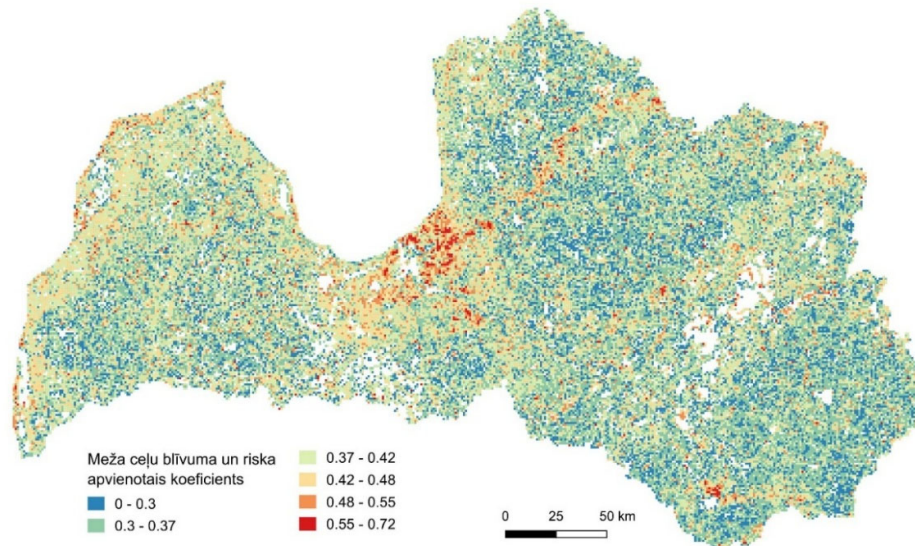 Meža ceļu blīvuma un riska
apvienotais koeficients
0 - 0.3
0.3 - 0.37
0.37 - 0.42
0.42 - 0.48
0.48 - 0.55
0.55 - 0.72
0 25 50 km